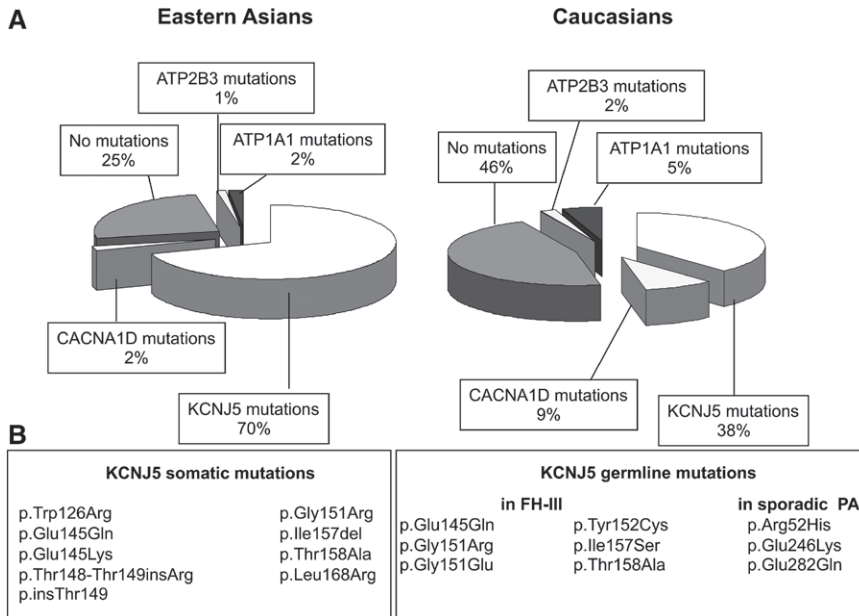 A
Eastern Asians
Caucasians
ATP2B3 mutations
1%
No mutations
25%
ATP1A1 mutations
2%
CACNA1D mutations
2%
KCNJ5 mutations
70%
ATP2B3 mutations
2%
No mutations
46%
ATP1A1 mutations
5%
CACNA1D mutations
9%
KCNJ5 mutations
38%
B
KCNJ5 somatic mutations
p.Trp126Arg
p.Glu145Gln
p.Glu145Lys
p.Thr148-Thr149insArg
p.insThr149
p.Gly151Arg
p.Ile157del
p.Thr158Ala
p.Leu168Arg
KCNJ5 germline mutations
in FH-III
p.Glu145Gln
p.Gly151Arg
p.Gly151Glu
p.Tyr152Cys
p.Ile157Ser
p.Thr158Ala
in sporadic PA
p.Arg52His
p.Glu246Lys
p.Glu282Gln